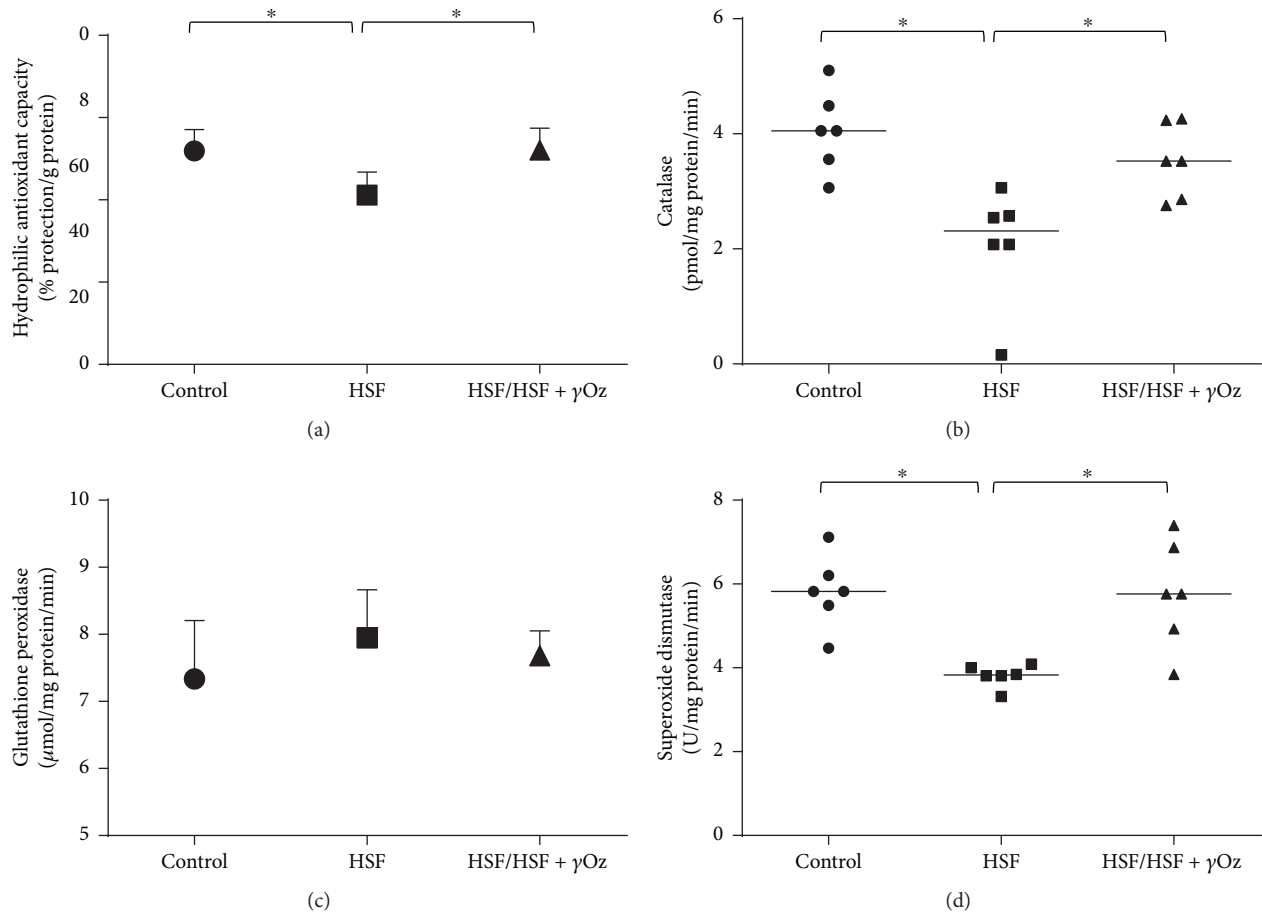 *
*
Hydrophilic antioxidant capacity
(% protection/g protein)
0
8
60
40
20
0
Control
HSF
HSF/HSF + γOz
(a)
*
*
Catalase
(pmol/mg protein/min)
6
4
2
0
Control
HSF
HSF/HSF + γOz
(b)
Glutathione peroxidase
(μmol/mg protein/min)
10
9
8
7
6
5
Control
HSF
HSF/HSF + γOz
(c)
*
*
Superoxide dismutase
(U/mg protein/min)
8
6
4
2
0
Control
HSF
HSF/HSF + γOz
(d)